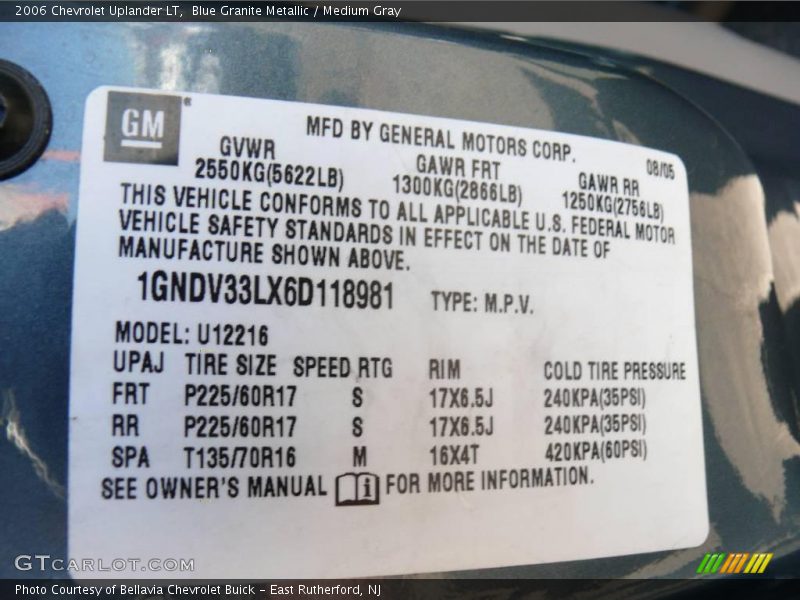 2006 Chevrolet Uplander LT, Blue Granite Metallic / Medium Gray
GM
MFD BY GENERAL MOTORS CORP. 08/05
GVWR GAWR FRT GAWR RR
2550KG(5622LB) 1300KG(2866LB) 1250KG(2756LB)
THIS VEHICLE CONFORMS TO ALL APPLICABLE U.S. FEDERAL MOTOR
VEHICLE SAFETY STANDARDS IN EFFECT ON THE DATE OF
MANUFACTURE SHOWN ABOVE.
1GNDV33LX6D118981 TYPE: M.P.V.
MODEL: U12216
UPAJ TIRE SIZE SPEED RTG RIM COLD TIRE PRESSURE
FRT P225/60R17 S 17X6.5J 240KPA(35PSI)
RR P225/60R17 S 17X6.5J 240KPA(35PSI)
SPA T135/70R16 M 16X4T 420KPA(60PSI)
SEE OWNER'S MANUAL i FOR MORE INFORMATION.
GTCARLOT.COM
Photo Courtesy of Bellavia Chevrolet Buick - East Rutherford, NJ